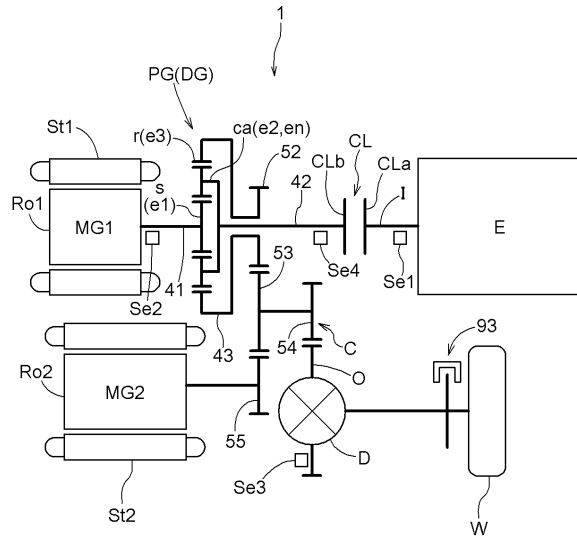 1
PG(DG)
St1
r(e3)
ca(e2,en)
52
CL
CLb
CLa
s
(e1)
42
I
Ro1
MG1
E
Se2
41
53
Se4
Se1
43
54
C
93
Ro2
MG2
O
55
D
Se3
St2
W